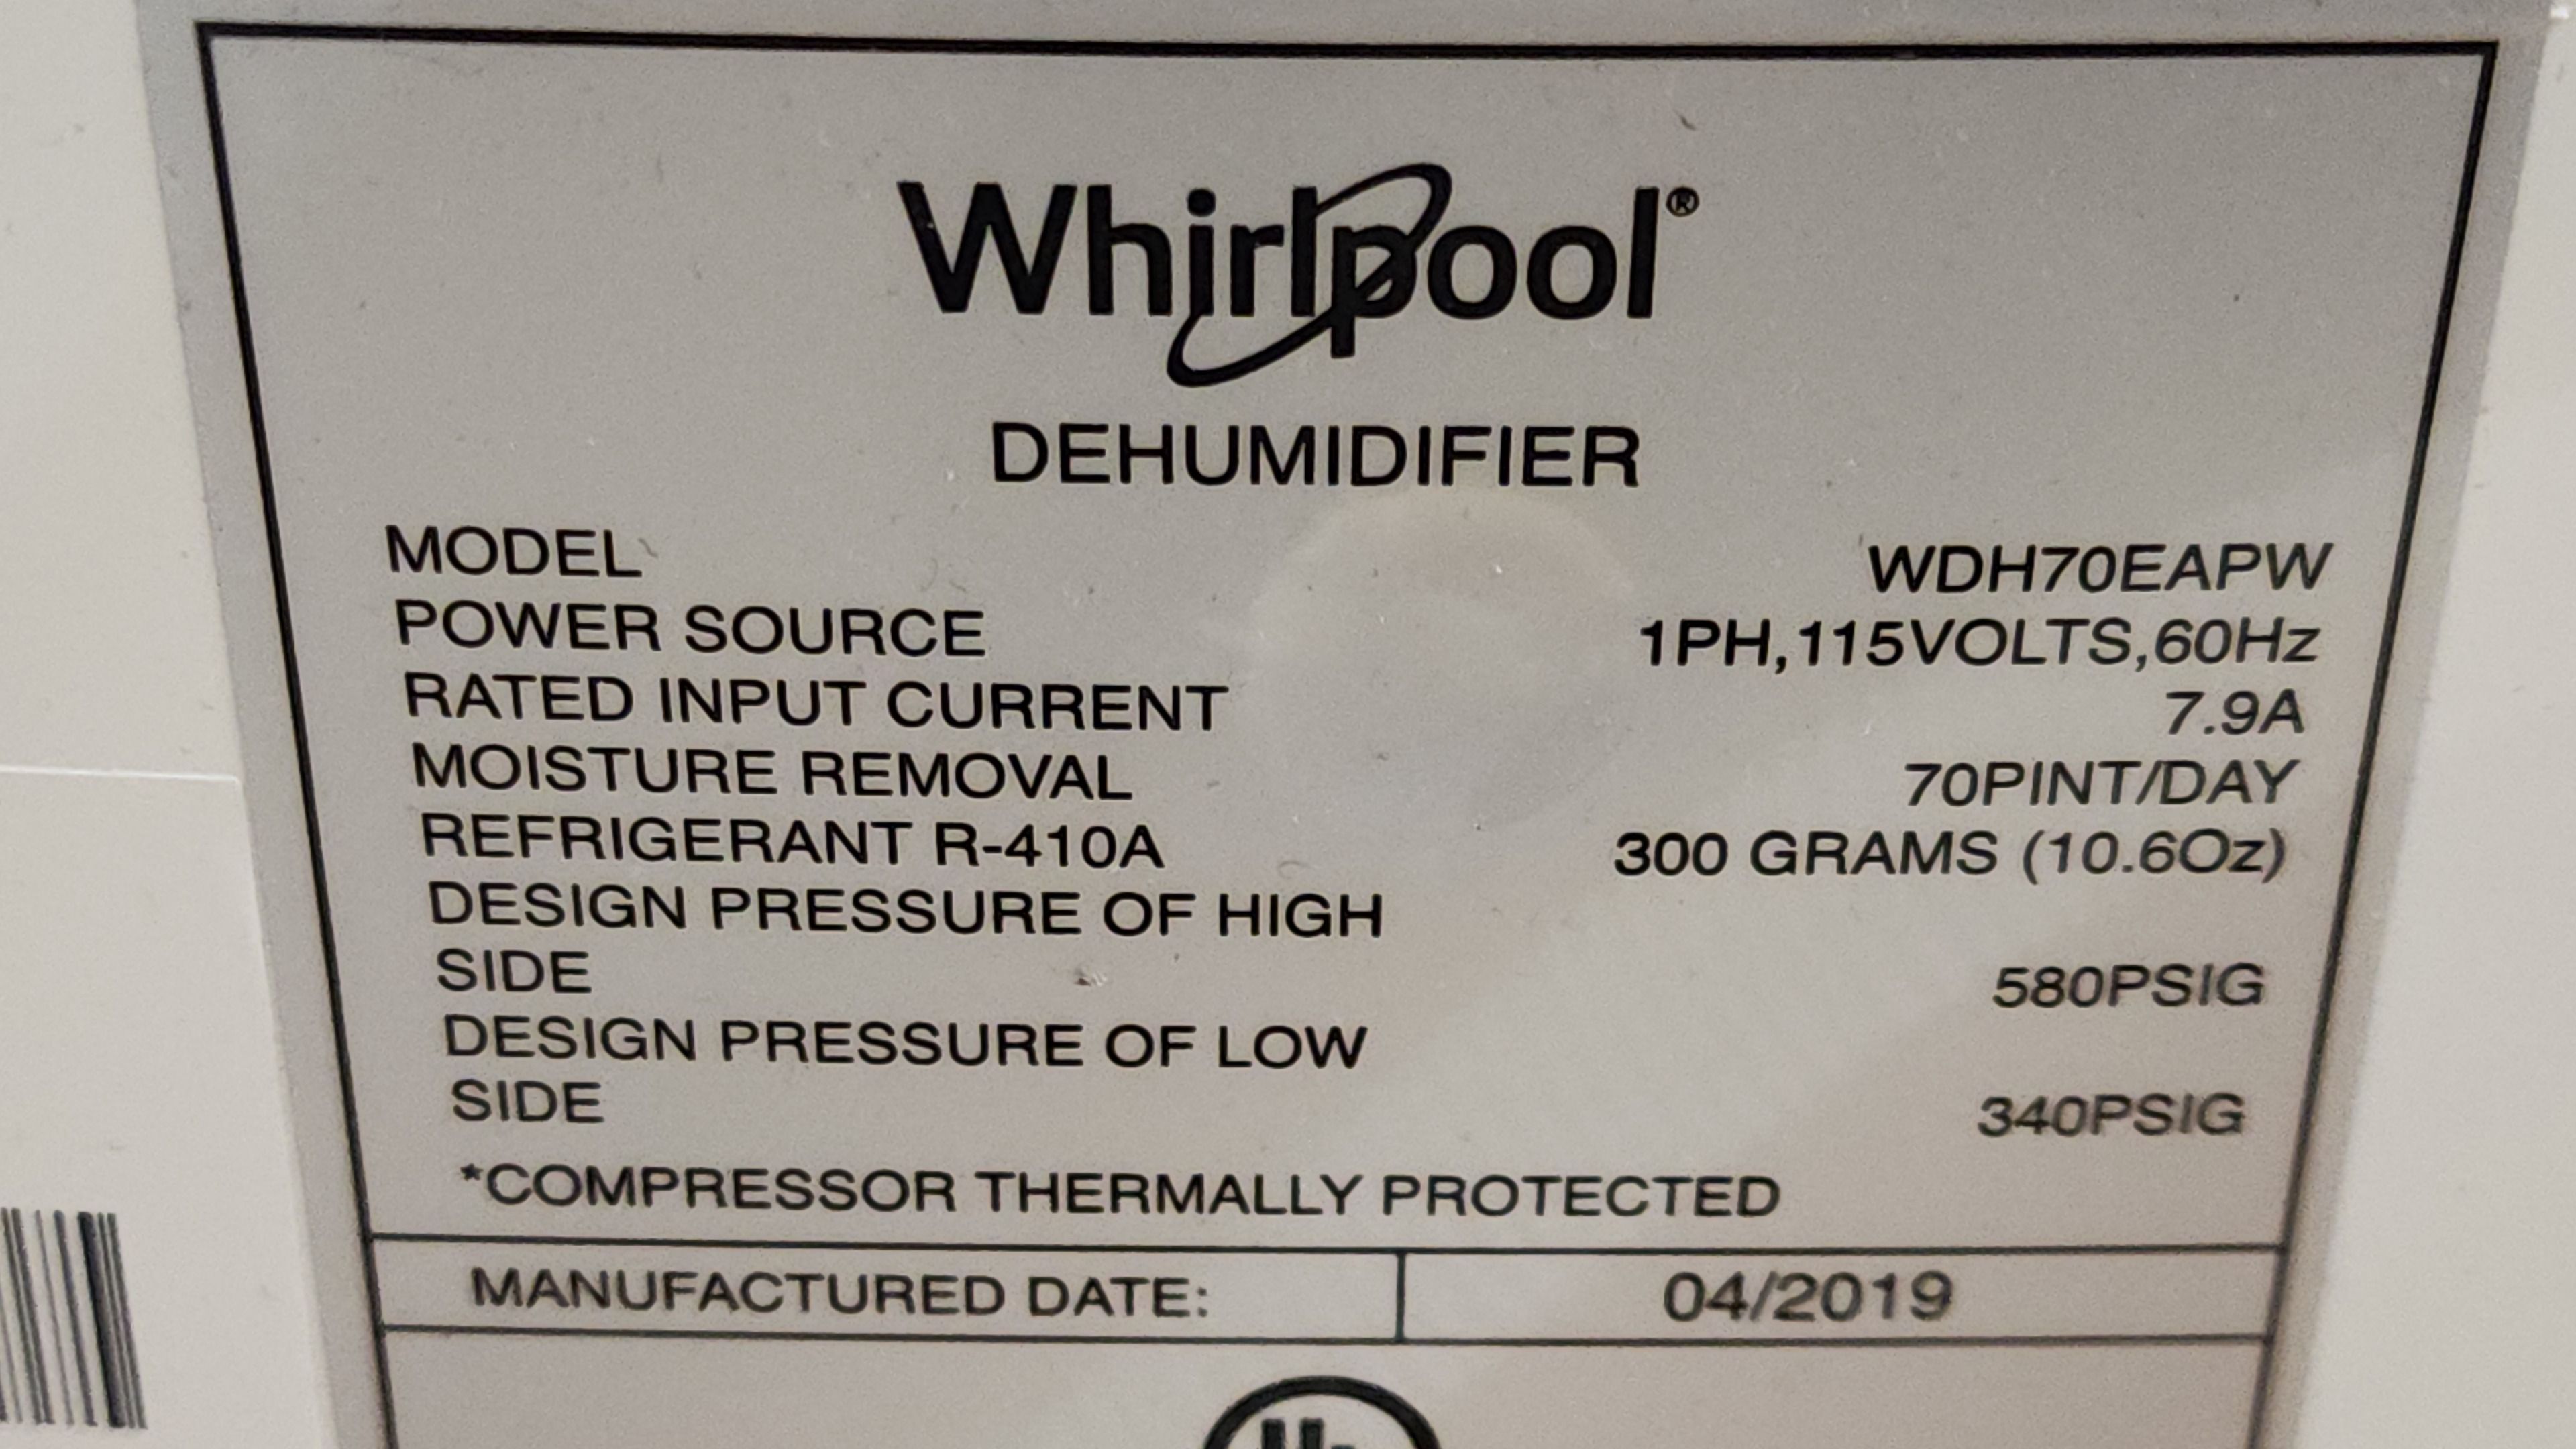 Whirlpool®
DEHUMIDIFIER
MODEL WDH70EAPW
POWER SOURCE 1PH,115VOLTS,60Hz
RATED INPUT CURRENT 7.9A
MOISTURE REMOVAL 70PINT/DAY
REFRIGERANT R-410A 300 GRAMS (10.6Oz)
DESIGN PRESSURE OF HIGH
SIDE 580PSIG
DESIGN PRESSURE OF LOW
SIDE 340PSIG
*COMPRESSOR THERMALLY PROTECTED
MANUFACTURED DATE: 04/2019